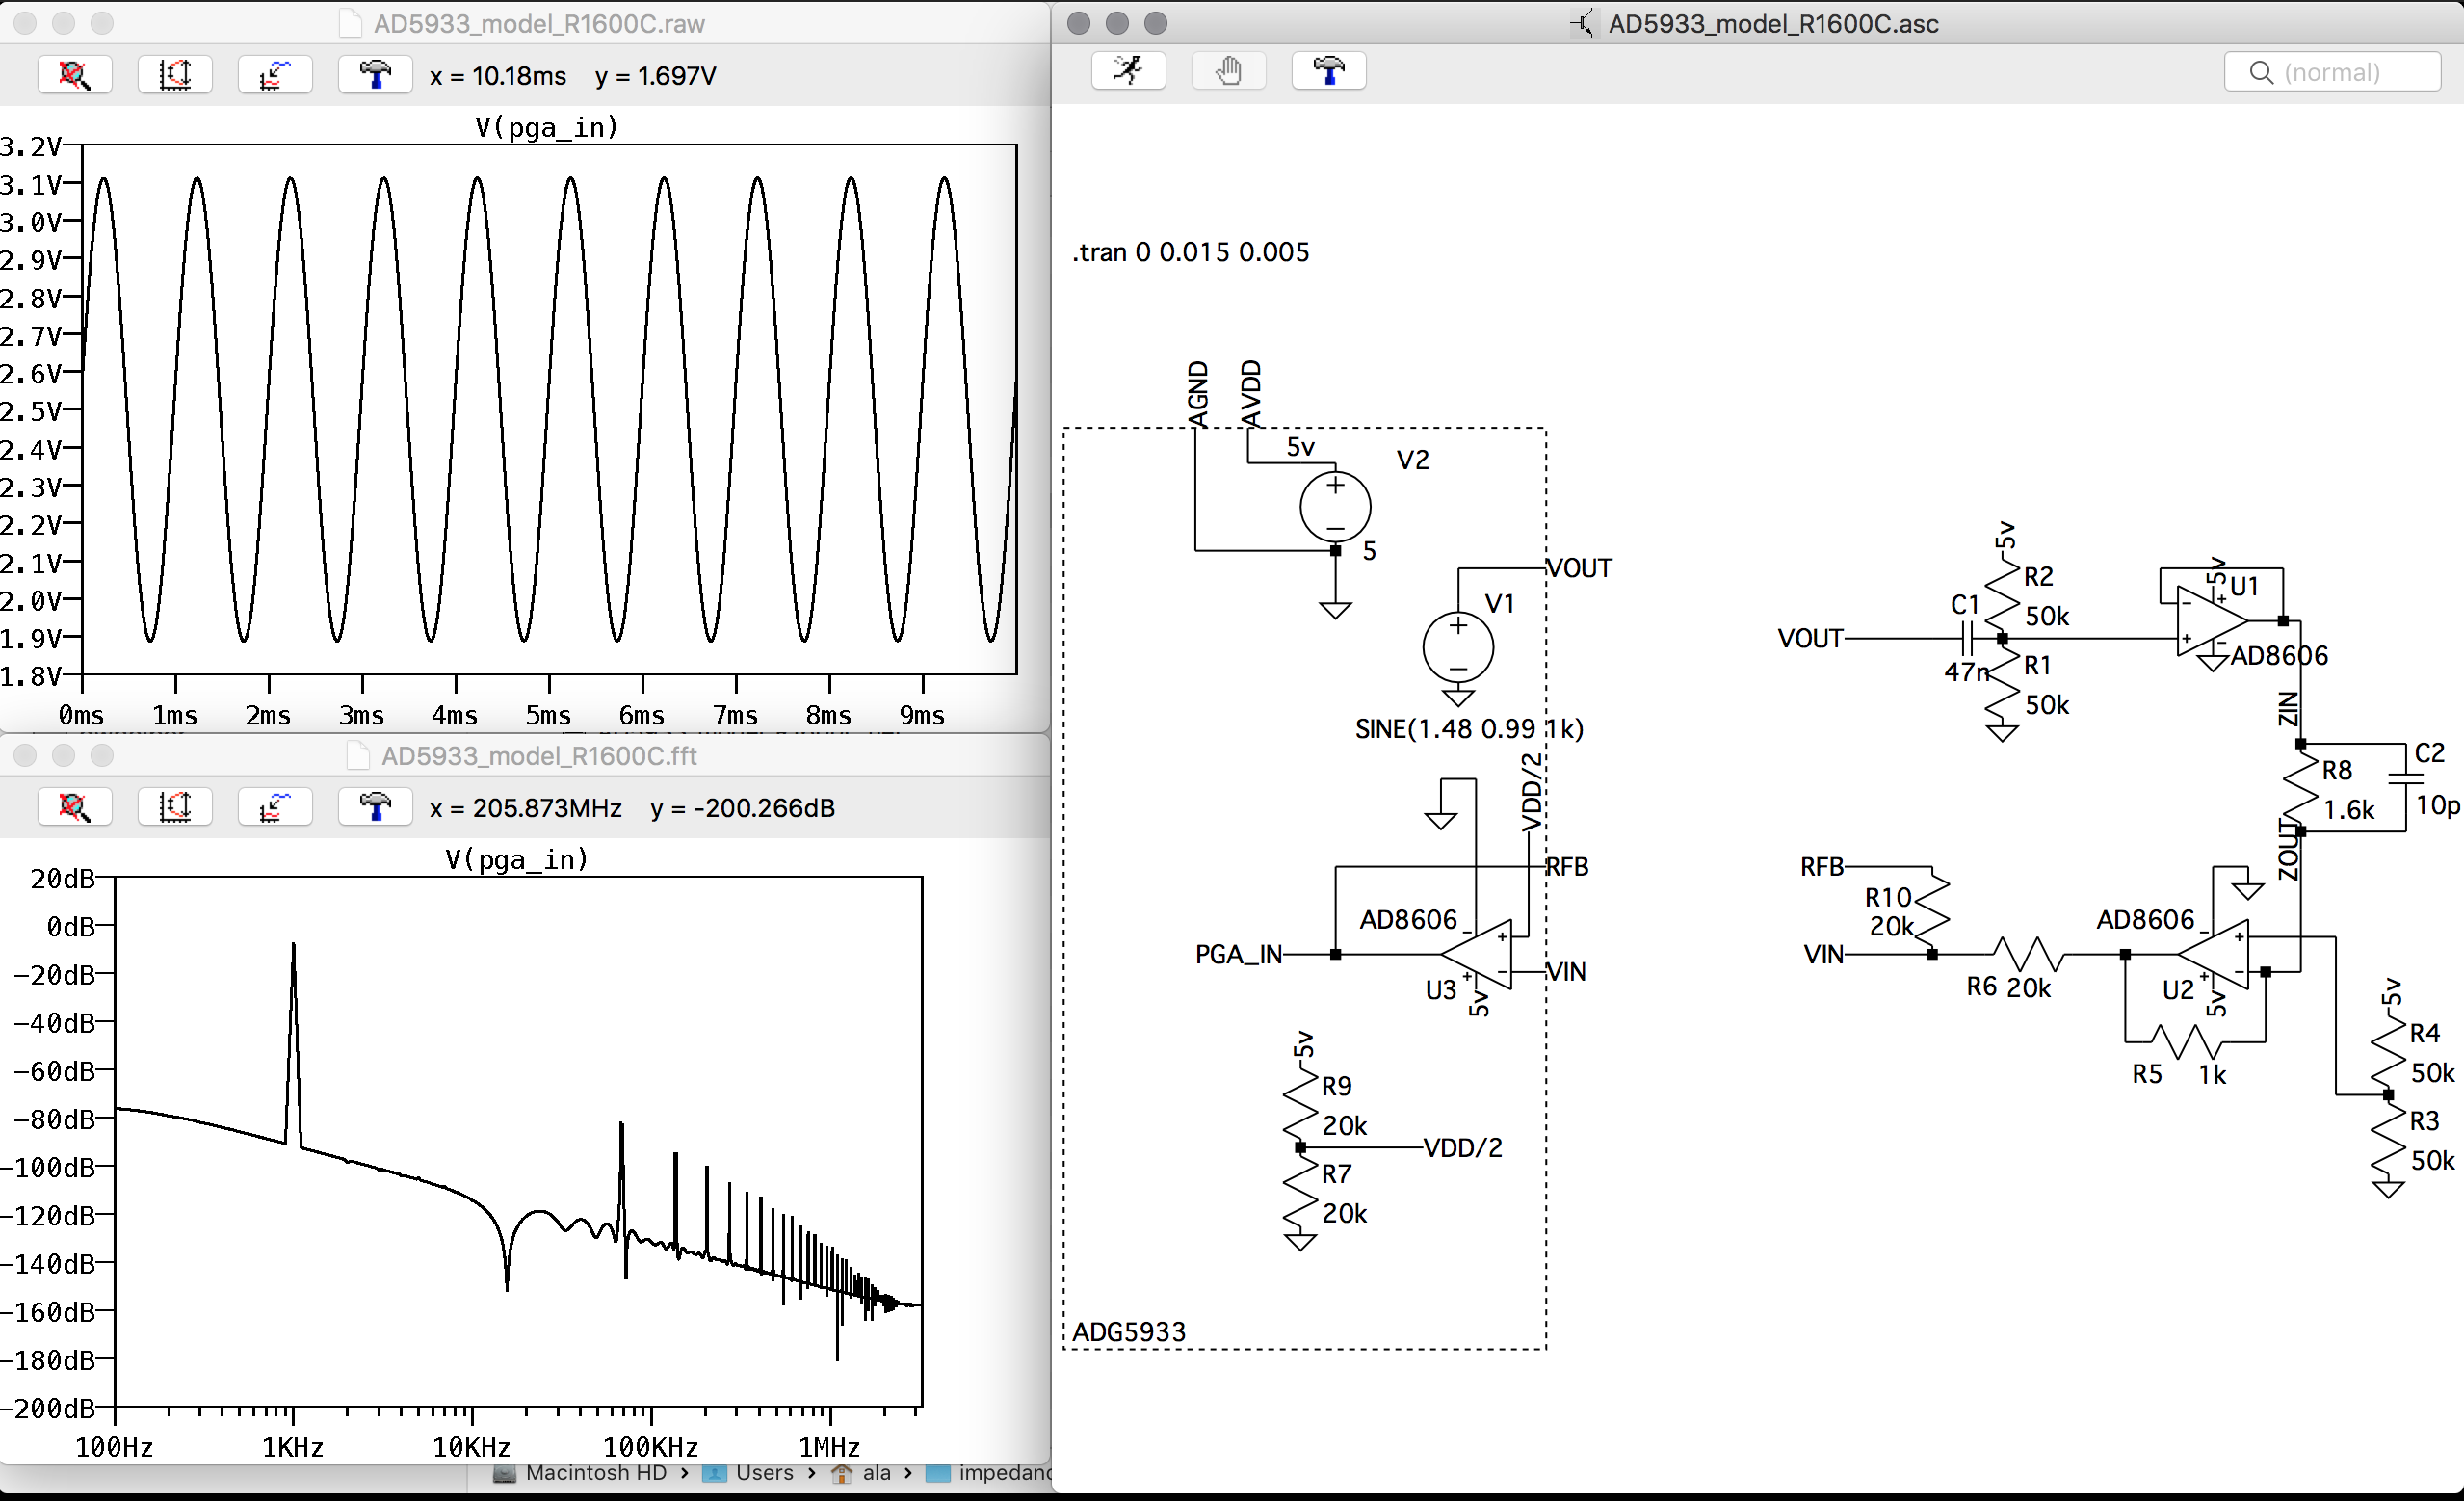 AD5933_model_R1600C.raw
x = 10.18ms y = 1.697V
V(pga_in)
3.2V
3.1V
3.0V
2.9V
2.8V
2.7V
2.6V
2.5V
2.4V
2.3V
2.2V
2.1V
2.0V
1.9V
1.8V
0ms 1ms 2ms 3ms 4ms 5ms 6ms 7ms 8ms 9ms
AD5933_model_R1600C.fft
x = 205.873MHz y = -200.266dB
V(pga_in)
20dB
0dB
-20dB
-40dB
-60dB
-80dB
-100dB
-120dB
-140dB
-160dB
-180dB
-200dB
100Hz 1KHz 10KHz 100KHz 1MHz
Macintosh HD › Users › ala › impedanc
AD5933_model_R1600C.asc
(normal)
.tran 0 0.015 0.005
AGND
AVDD
5v
V2
5
VOUT
V1
SINE(1.48 0.99 1k)
VDD/2
RFB
AD8606
PGA_IN
VIN
U3
5v
5v
R9
20k
VDD/2
R7
20k
ADG5933
5v
R2
50k
C1
47n
VOUT
R1
50k
5v
U1
AD8606
ZIN
C2
R8
1.6k
10p
ZOUT
RFB
R10
20k
VIN
R6 20k
AD8606
U2
5v
R5 1k
5v
R4
50k
R3
50k